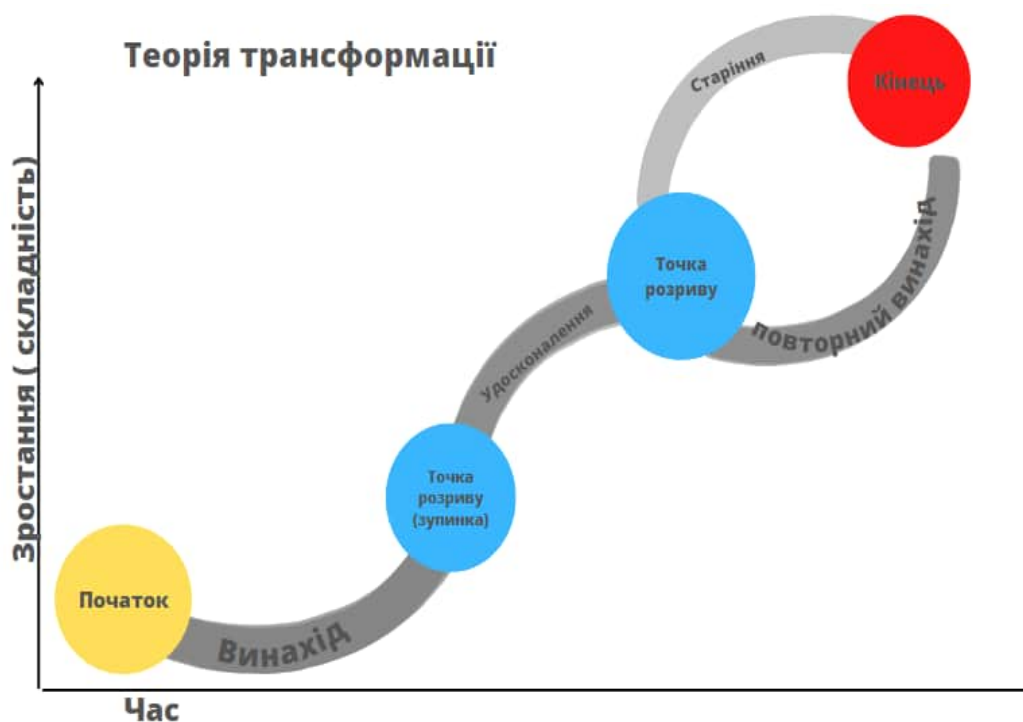 Теорія трансформації
Старіння
Кінець
Зростання ( складність)
повторний винахід
Точка
розриву
Удосконалення
Точка
розриву
(зупинка)
Початок
Винахід
Час